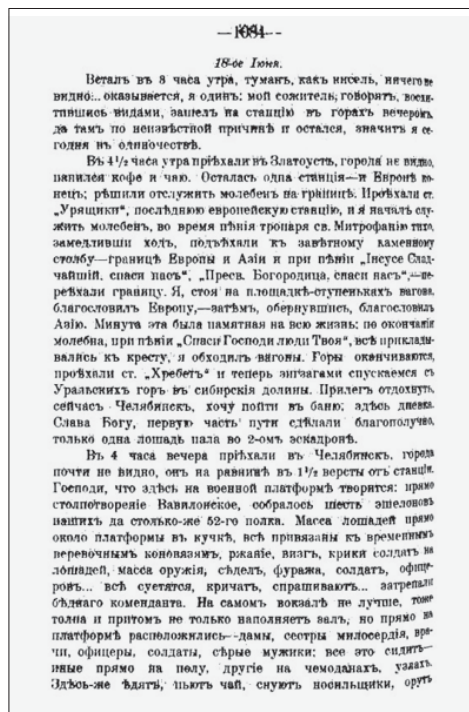 —1084—
18-ое Іюня.
Всталъ въ 3 часа утра, туманъ, какъ кисель, ничего не
видно... оказывается, я одинъ: мой сожитель, говорятъ, восхи-
тившись видами, зашелъ на станцію въ горахъ вечеромъ
да тамъ по неизвѣстной причинѣ и остался, значитъ я се-
годня въ одиночествѣ.
Въ 4½ часа утра пріѣхали въ Златоустъ, города не видно,
напился кофе и чаю. Осталась одна станція—и Европѣ ко-
нецъ; рѣшили отслужить молебенъ на границѣ. Проѣхали ст.
„Уржумка“, послѣднюю европейскую станцію, и я началъ слу-
жить молебенъ, во время пѣнія тропаря св. Митрофанію тихо,
замедливши ходъ, подъѣхали къ завѣтному каменному
столбу—границѣ Европы и Азіи и при пѣніи „Іисусе Слад-
чайшій, спаси насъ“, „Пресв. Богородица, спаси насъ“,—пе-
реѣхали границу. Я, стоя на площадкѣ-ступенькахъ вагона,
благословилъ Европу,—затѣмъ, обернувшись, благословилъ
Азію. Минута эта была памятная на всю жизнь; по окончаніи
молебна, при пѣніи „Спаси Господи люди Твоя“, всѣ приклады-
вались къ кресту, я обходилъ вагоны. Горы оканчиваются,
проѣхали ст. „Хребетъ“ и теперь зигзагами спускаемся съ
Уральскихъ горъ въ сибирскія долины. Прилегъ отдохнуть,
сейчасъ Челябинскъ, хочу пойти въ баню; здѣсь дневка.
Слава Богу, первую часть пути сдѣлали благополучно,
только одна лошадь пала во 2-омъ эскадронѣ.
Въ 4 часа вечера пріѣхали въ Челябинскъ, города
почти не видно, онъ на равнинѣ въ 1½ версты отъ станціи.
Господи, что здѣсь на военной платформѣ творится: прямо
столпотвореніе Вавилонское, собралось шесть эшелоновъ
нашихъ да столько-же 52-го полка. Масса лошадей прямо
около платформы въ кучкѣ, всѣ привязаны къ временнымъ
веревочнымъ коновязямъ, ржаніе, визгъ, крики солдатъ на
лошадей, масса оружія, сѣделъ, фуража, солдатъ, офице-
ровъ... всѣ суетятся, кричатъ, спрашиваютъ... затрепали
бѣднаго коменданта. На самомъ вокзалѣ не лучше, тоже
толпа и притомъ не только наполняетъ залъ, но прямо на
платформѣ расположились—дамы, сестры милосердія, вра-
чи, офицеры, солдаты, сѣрые мужики; все это сидитъ—
иные прямо на полу, другіе на чемоданахъ, узлахъ.
Здѣсь-же ѣдятъ, пьютъ чай, снуютъ носильщики, орутъ